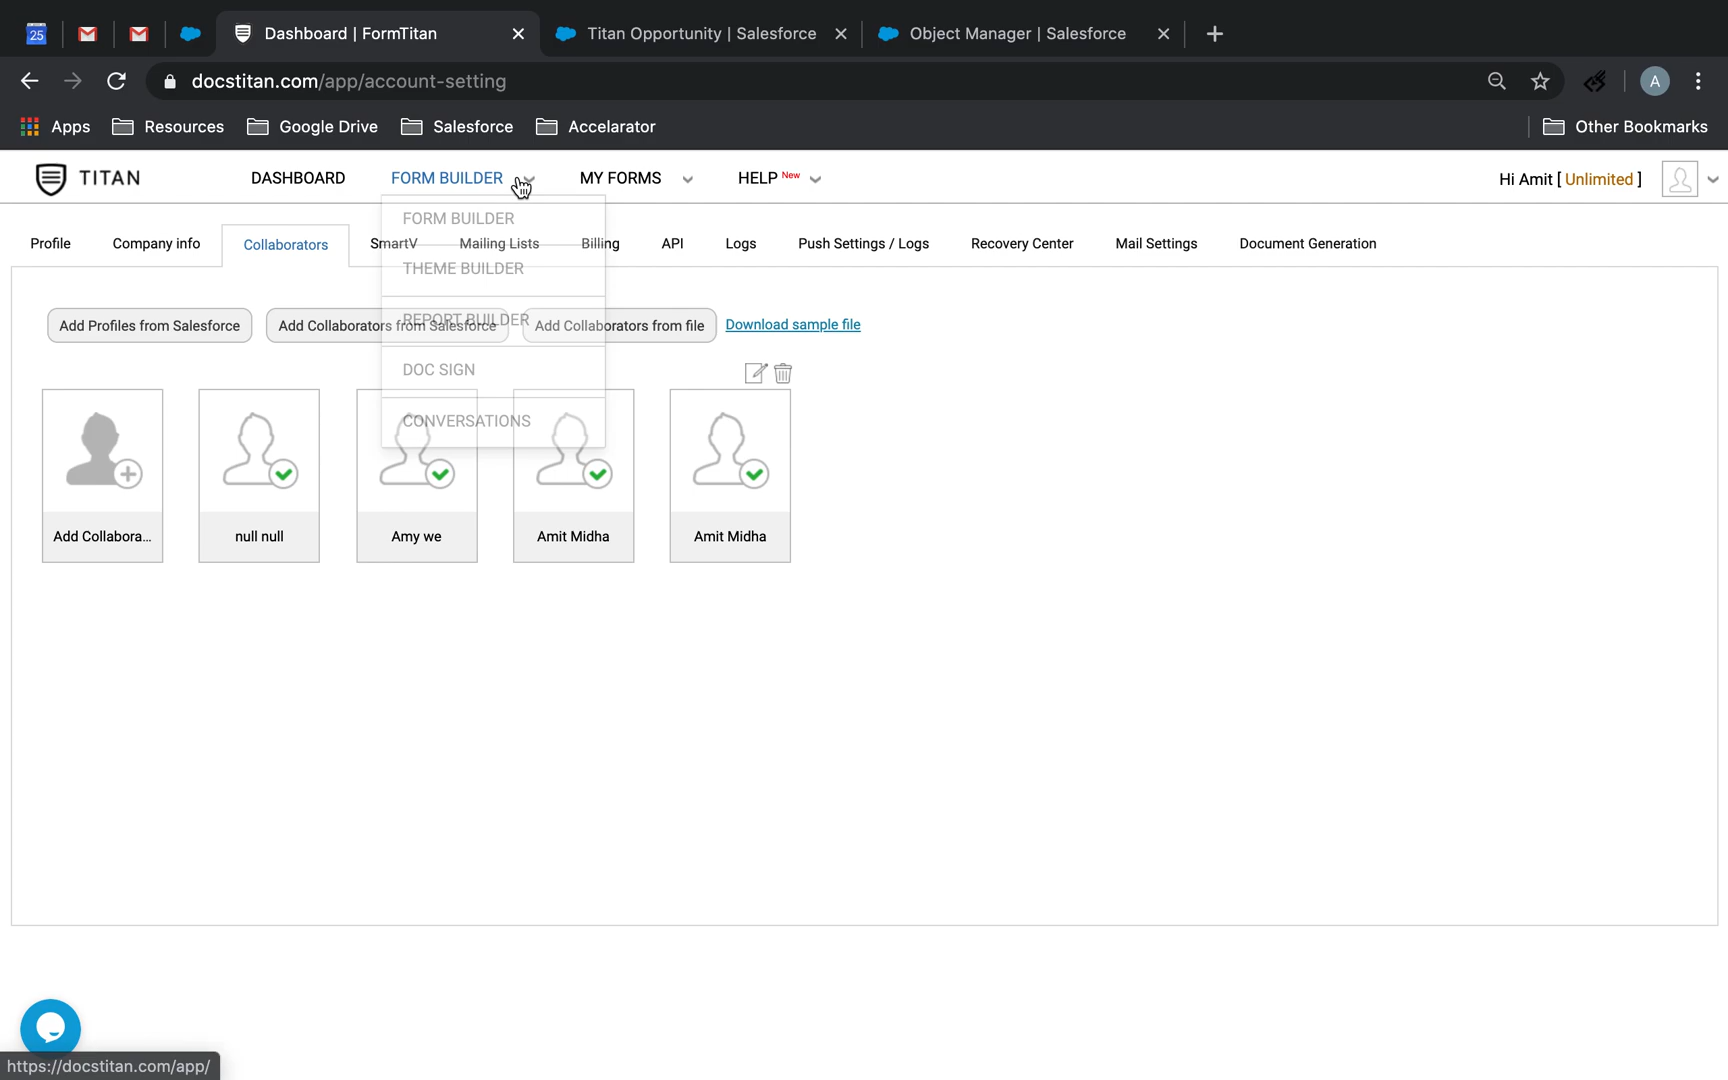 25
Dashboard | FormTitan
Titan Opportunity | Salesforce
Object Manager | Salesforce
docstitan.com/app/account-setting
A
Apps
Resources
Google Drive
Salesforce
Accelarator
Other Bookmarks
TITAN
DASHBOARD
FORM BUILDER
MY FORMS
HELP New
Hi Amit [ Unlimited ]
FORM BUILDER
Profile
Company info
Collaborators
SmartV
Mailing Lists
Billing
API
Logs
Push Settings / Logs
Recovery Center
Mail Settings
Document Generation
THEME BUILDER
REPORT BUILDER
Add Profiles from Salesforce
Add Collaborators from Salesforce
Add Collaborators from file
Download sample file
DOC SIGN
CONVERSATIONS
Add Collabora...
null null
Amy we
Amit Midha
Amit Midha
https://docstitan.com/app/